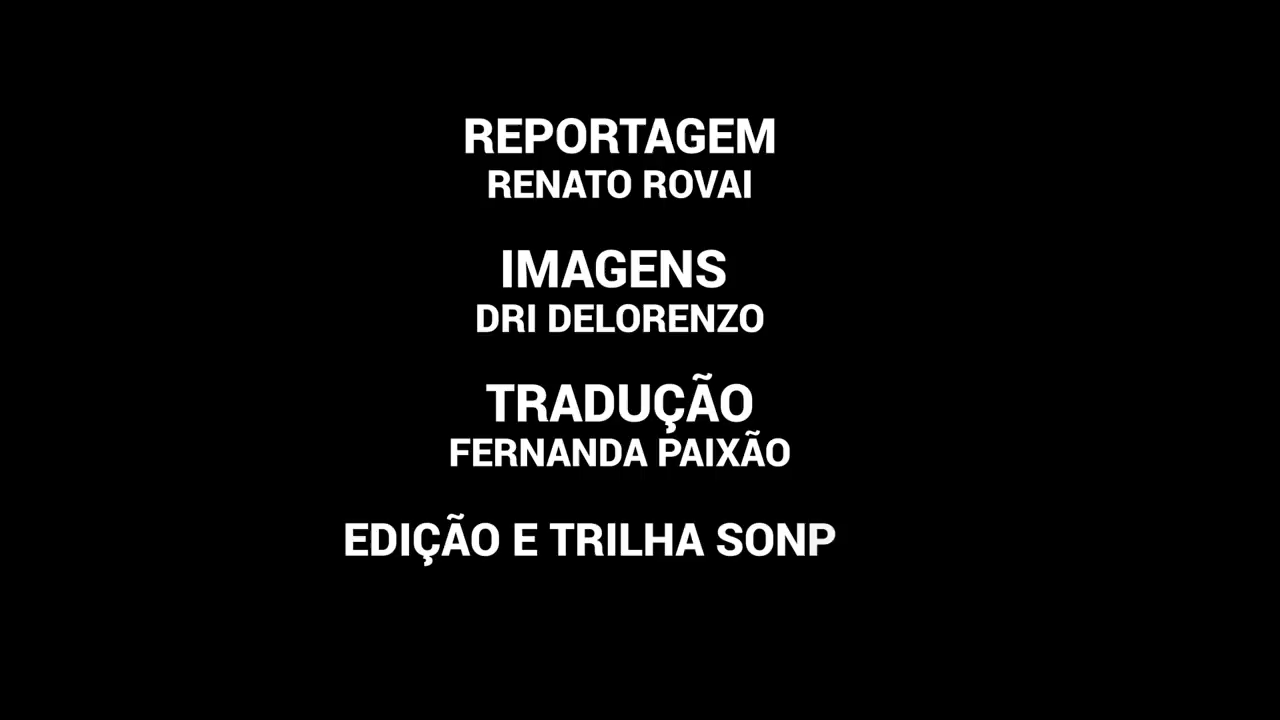 REPORTAGEM
RENATO ROVAI
IMAGENS
DRI DELORENZO
TRADUÇÃO
FERNANDA PAIXÃO
EDIÇÃO E TRILHA SONP